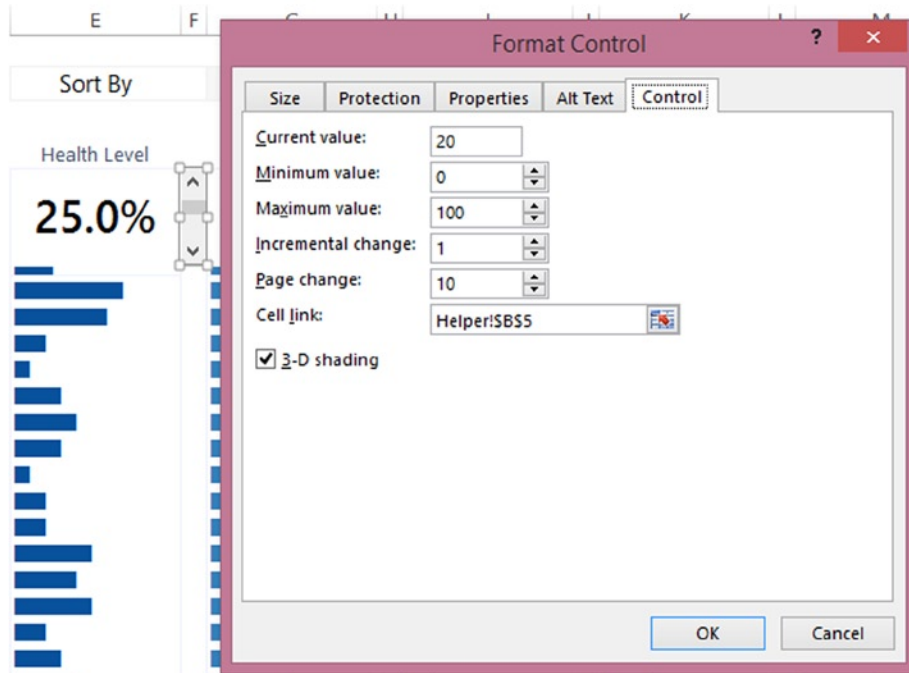 E F
Format Control ? ×
Sort By
Size Protection Properties Alt Text Control
Current value: 20
Health Level
Minimum value: 0
25.0%
Maximum value: 100
Incremental change: 1
Page change: 10
Cell link: Helper!$B$5
3-D shading
OK Cancel